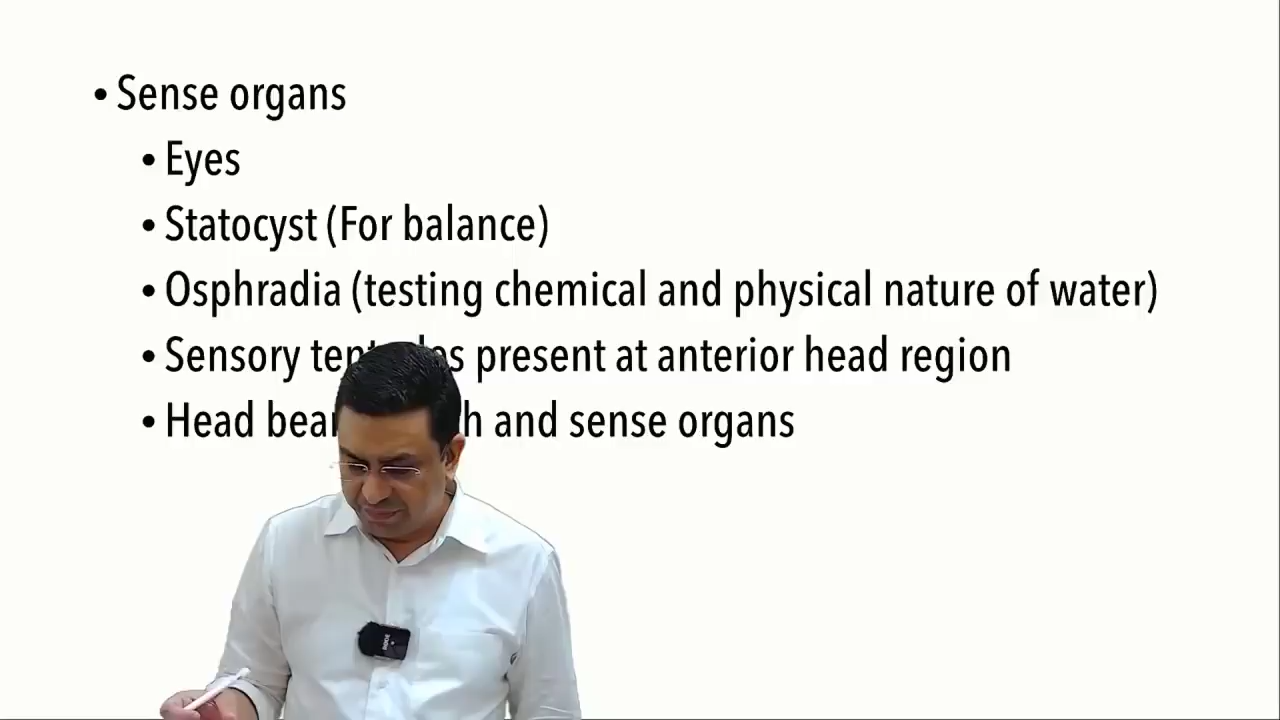 • Sense organs
• Eyes
• Statocyst (For balance)
• Osphradia (testing chemical and physical nature of water)
• Sensory present at anterior head region
• Head and sense organs